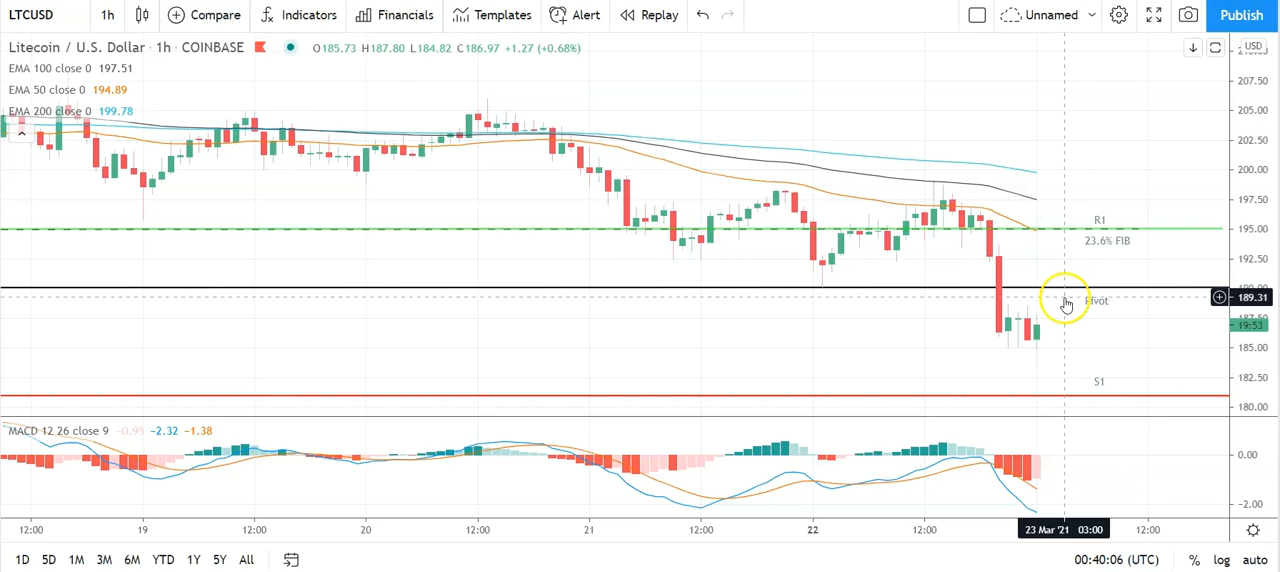 LTCUSD 1h Compare Indicators Financials Templates Alert Replay Unnamed Publish
Litecoin / U.S. Dollar · 1h · COINBASE O185.73 H187.80 L184.82 C186.97 +1.27 (+0.68%) USD
EMA 100 close 0 197.51
207.50
EMA 50 close 0 194.89
EMA 200 close 0 199.78
205.00
202.50
200.00
197.50
R1
195.00
23.6% FIB
192.50
189.31
Pivot
187.50
19:53
185.00
182.50
S1
180.00
MACD 12 26 close 9 -0.95 -2.32 -1.38
0.00
-2.00
12:00 19 12:00 20 12:00 21 12:00 22 12:00 23 Mar '21 03:00 12:00
1D 5D 1M 3M 6M YTD 1Y 5Y All 00:40:06 (UTC) % log auto